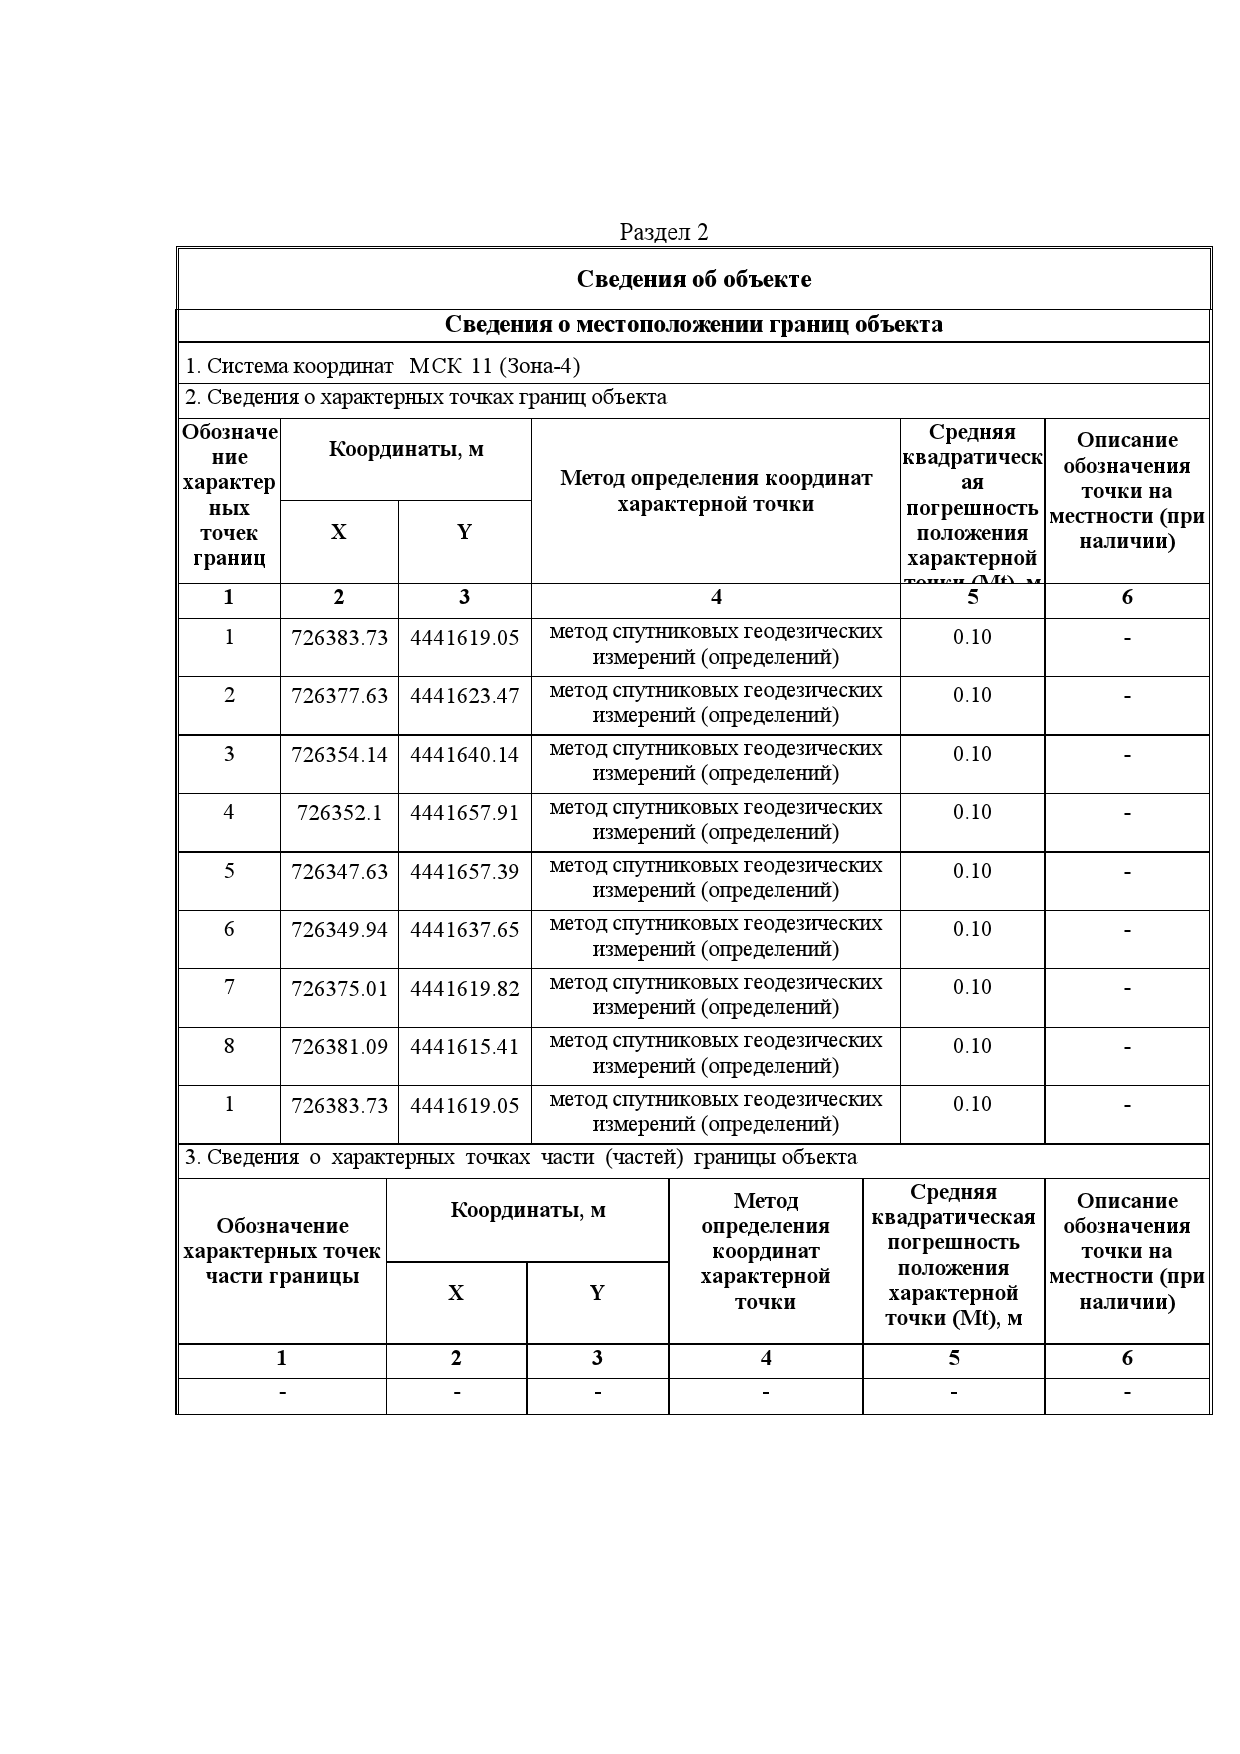 Раздел 2
Сведения об объекте
Сведения о местоположении границ объекта
1. Система координат МСК 11 (Зона-4)
2. Сведения о характерных точках границ объекта
Обозначе
ние
характер
ных
точек
границ
Координаты, м
X
Y
Метод определения координат
характерной точки
Средняя
квадратическ
ая
погрешность
положения
характерной
точки (Mt), м
Описание
обозначения
точки на
местности (при
наличии)
1 2 3 4 5 6
1 726383.73 4441619.05 метод спутниковых геодезических
измерений (определений) 0.10 -
2 726377.63 4441623.47 метод спутниковых геодезических
измерений (определений) 0.10 -
3 726354.14 4441640.14 метод спутниковых геодезических
измерений (определений) 0.10 -
4 726352.1 4441657.91 метод спутниковых геодезических
измерений (определений) 0.10 -
5 726347.63 4441657.39 метод спутниковых геодезических
измерений (определений) 0.10 -
6 726349.94 4441637.65 метод спутниковых геодезических
измерений (определений) 0.10 -
7 726375.01 4441619.82 метод спутниковых геодезических
измерений (определений) 0.10 -
8 726381.09 4441615.41 метод спутниковых геодезических
измерений (определений) 0.10 -
1 726383.73 4441619.05 метод спутниковых геодезических
измерений (определений) 0.10 -
3. Сведения о характерных точках части (частей) границы объекта
Обозначение
характерных точек
части границы
Координаты, м
X
Y
Метод
определения
координат
характерной
точки
Средняя
квадратическая
погрешность
положения
характерной
точки (Mt), м
Описание
обозначения
точки на
местности (при
наличии)
1 2 3 4 5 6
- - - - - -